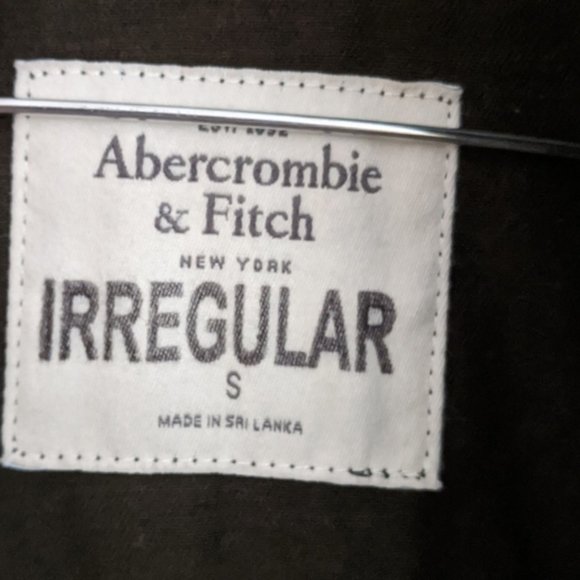 Abercrombie
& Fitch
NEW YORK
IRREGULAR
S
MADE IN SRI LANKA